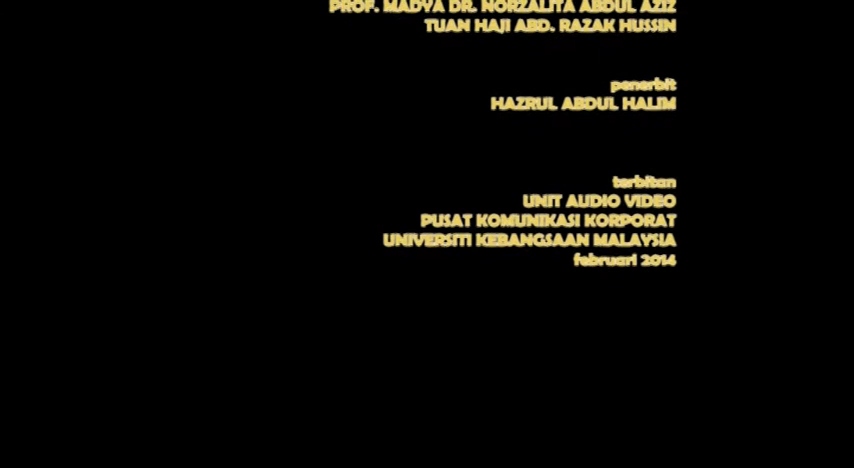 PROF. MADYA DR. NORZALITA ABDUL AZIZ
TUAN HAJI ABD. RAZAK HUSSIN
penerbit
HAZRUL ABDUL HALIM
terbitan
UNIT AUDIO VIDEO
PUSAT KOMUNIKASI KORPORAT
UNIVERSITI KEBANGSAAN MALAYSIA
februari 2014